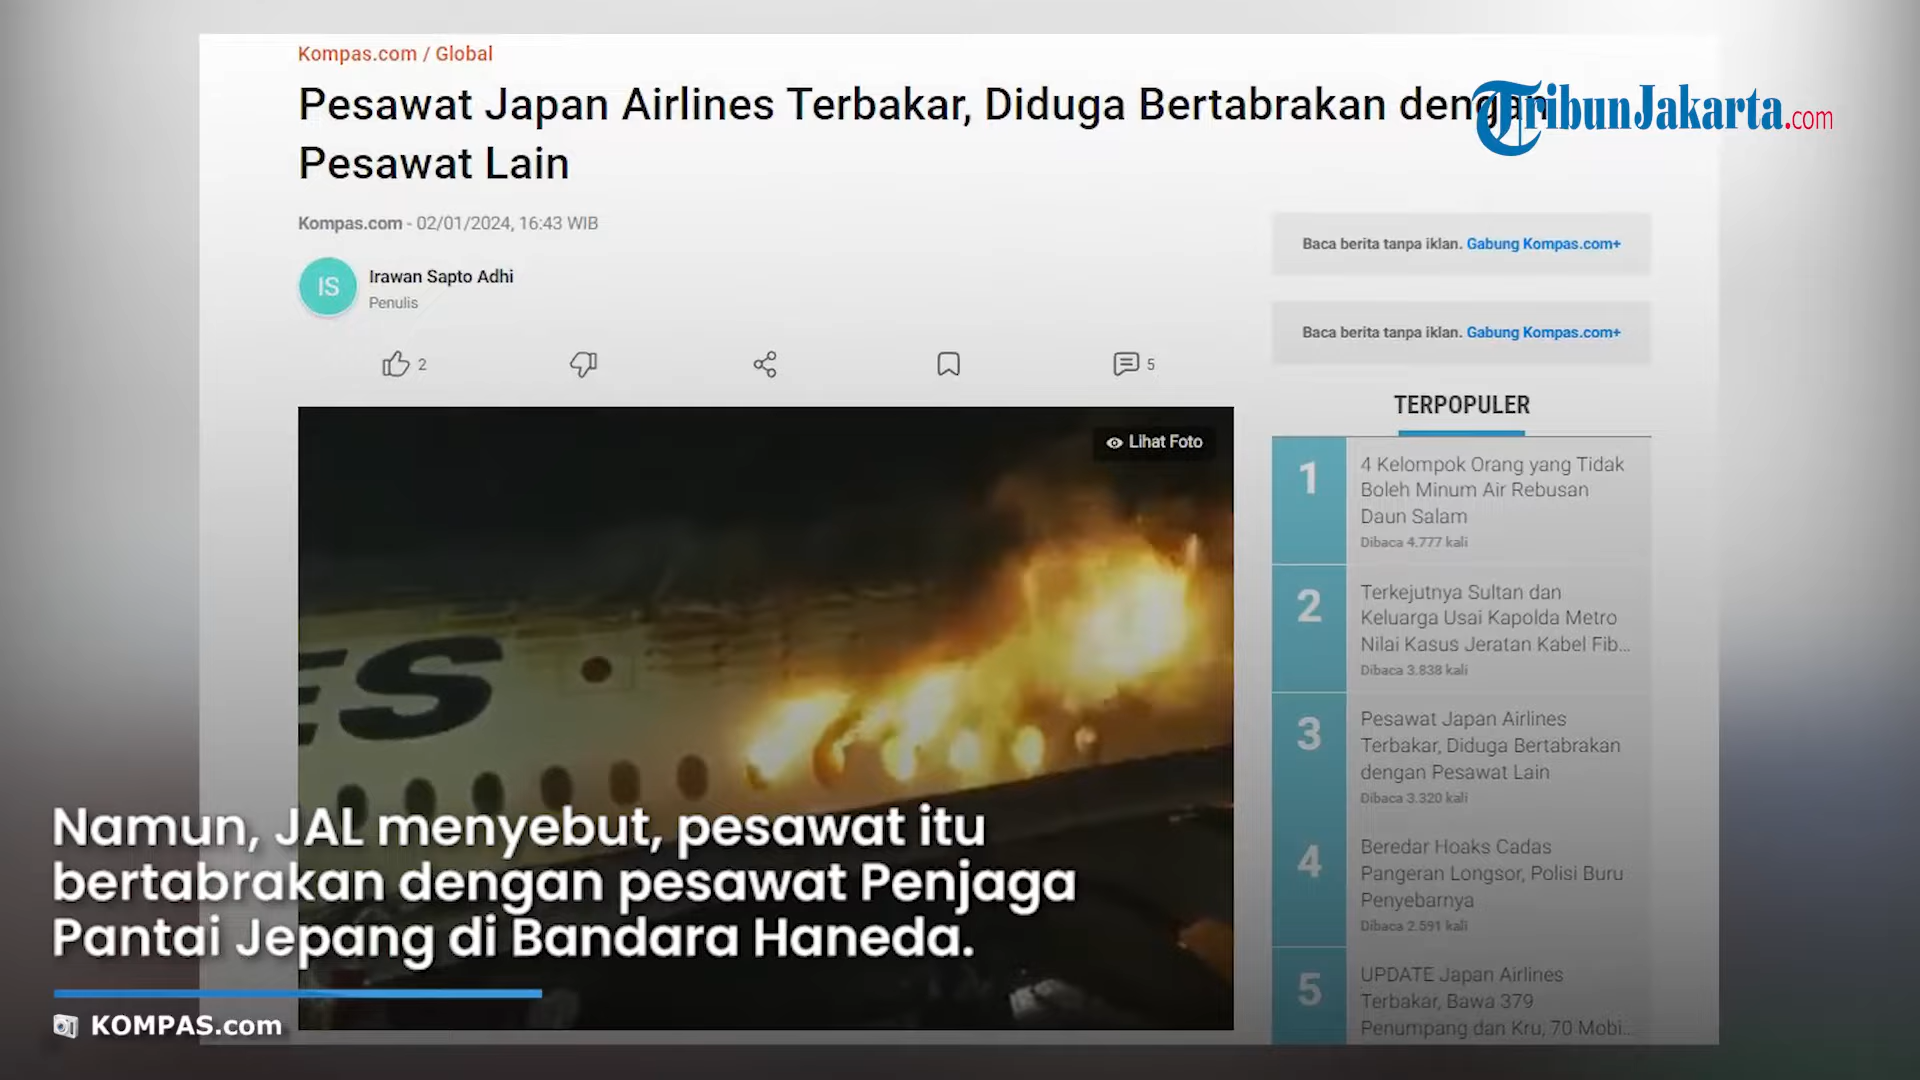 Kompas.com / Global
Pesawat Japan Airlines Terbakar, Diduga Bertabrakan dengan
Pesawat Lain
TribunJakarta.com
Kompas.com - 02/01/2024, 16:43 WIB
IS
Irawan Sapto Adhi
Penulis
2
5
Baca berita tanpa iklan. Gabung Kompas.com+
Baca berita tanpa iklan. Gabung Kompas.com+
TERPOPULER
Lihat Foto
ES
1
4 Kelompok Orang yang Tidak
Boleh Minum Air Rebusan
Daun Salam
Dibaca 4.777 kali
2
Terkejutnya Sultan dan
Keluarga Usai Kapolda Metro
Nilai Kasus Jeratan Kabel Fib...
Dibaca 3.838 kali
3
Pesawat Japan Airlines
Terbakar, Diduga Bertabrakan
dengan Pesawat Lain
Dibaca 3.320 kali
4
Beredar Hoaks Cadas
Pangeran Longsor, Polisi Buru
Penyebarnya
Dibaca 2.591 kali
5
UPDATE Japan Airlines
Terbakar, Bawa 379
Penumpang dan Kru, 70 Mobi...
Namun, JAL menyebut, pesawat itu
bertabrakan dengan pesawat Penjaga
Pantai Jepang di Bandara Haneda.
KOMPAS.com